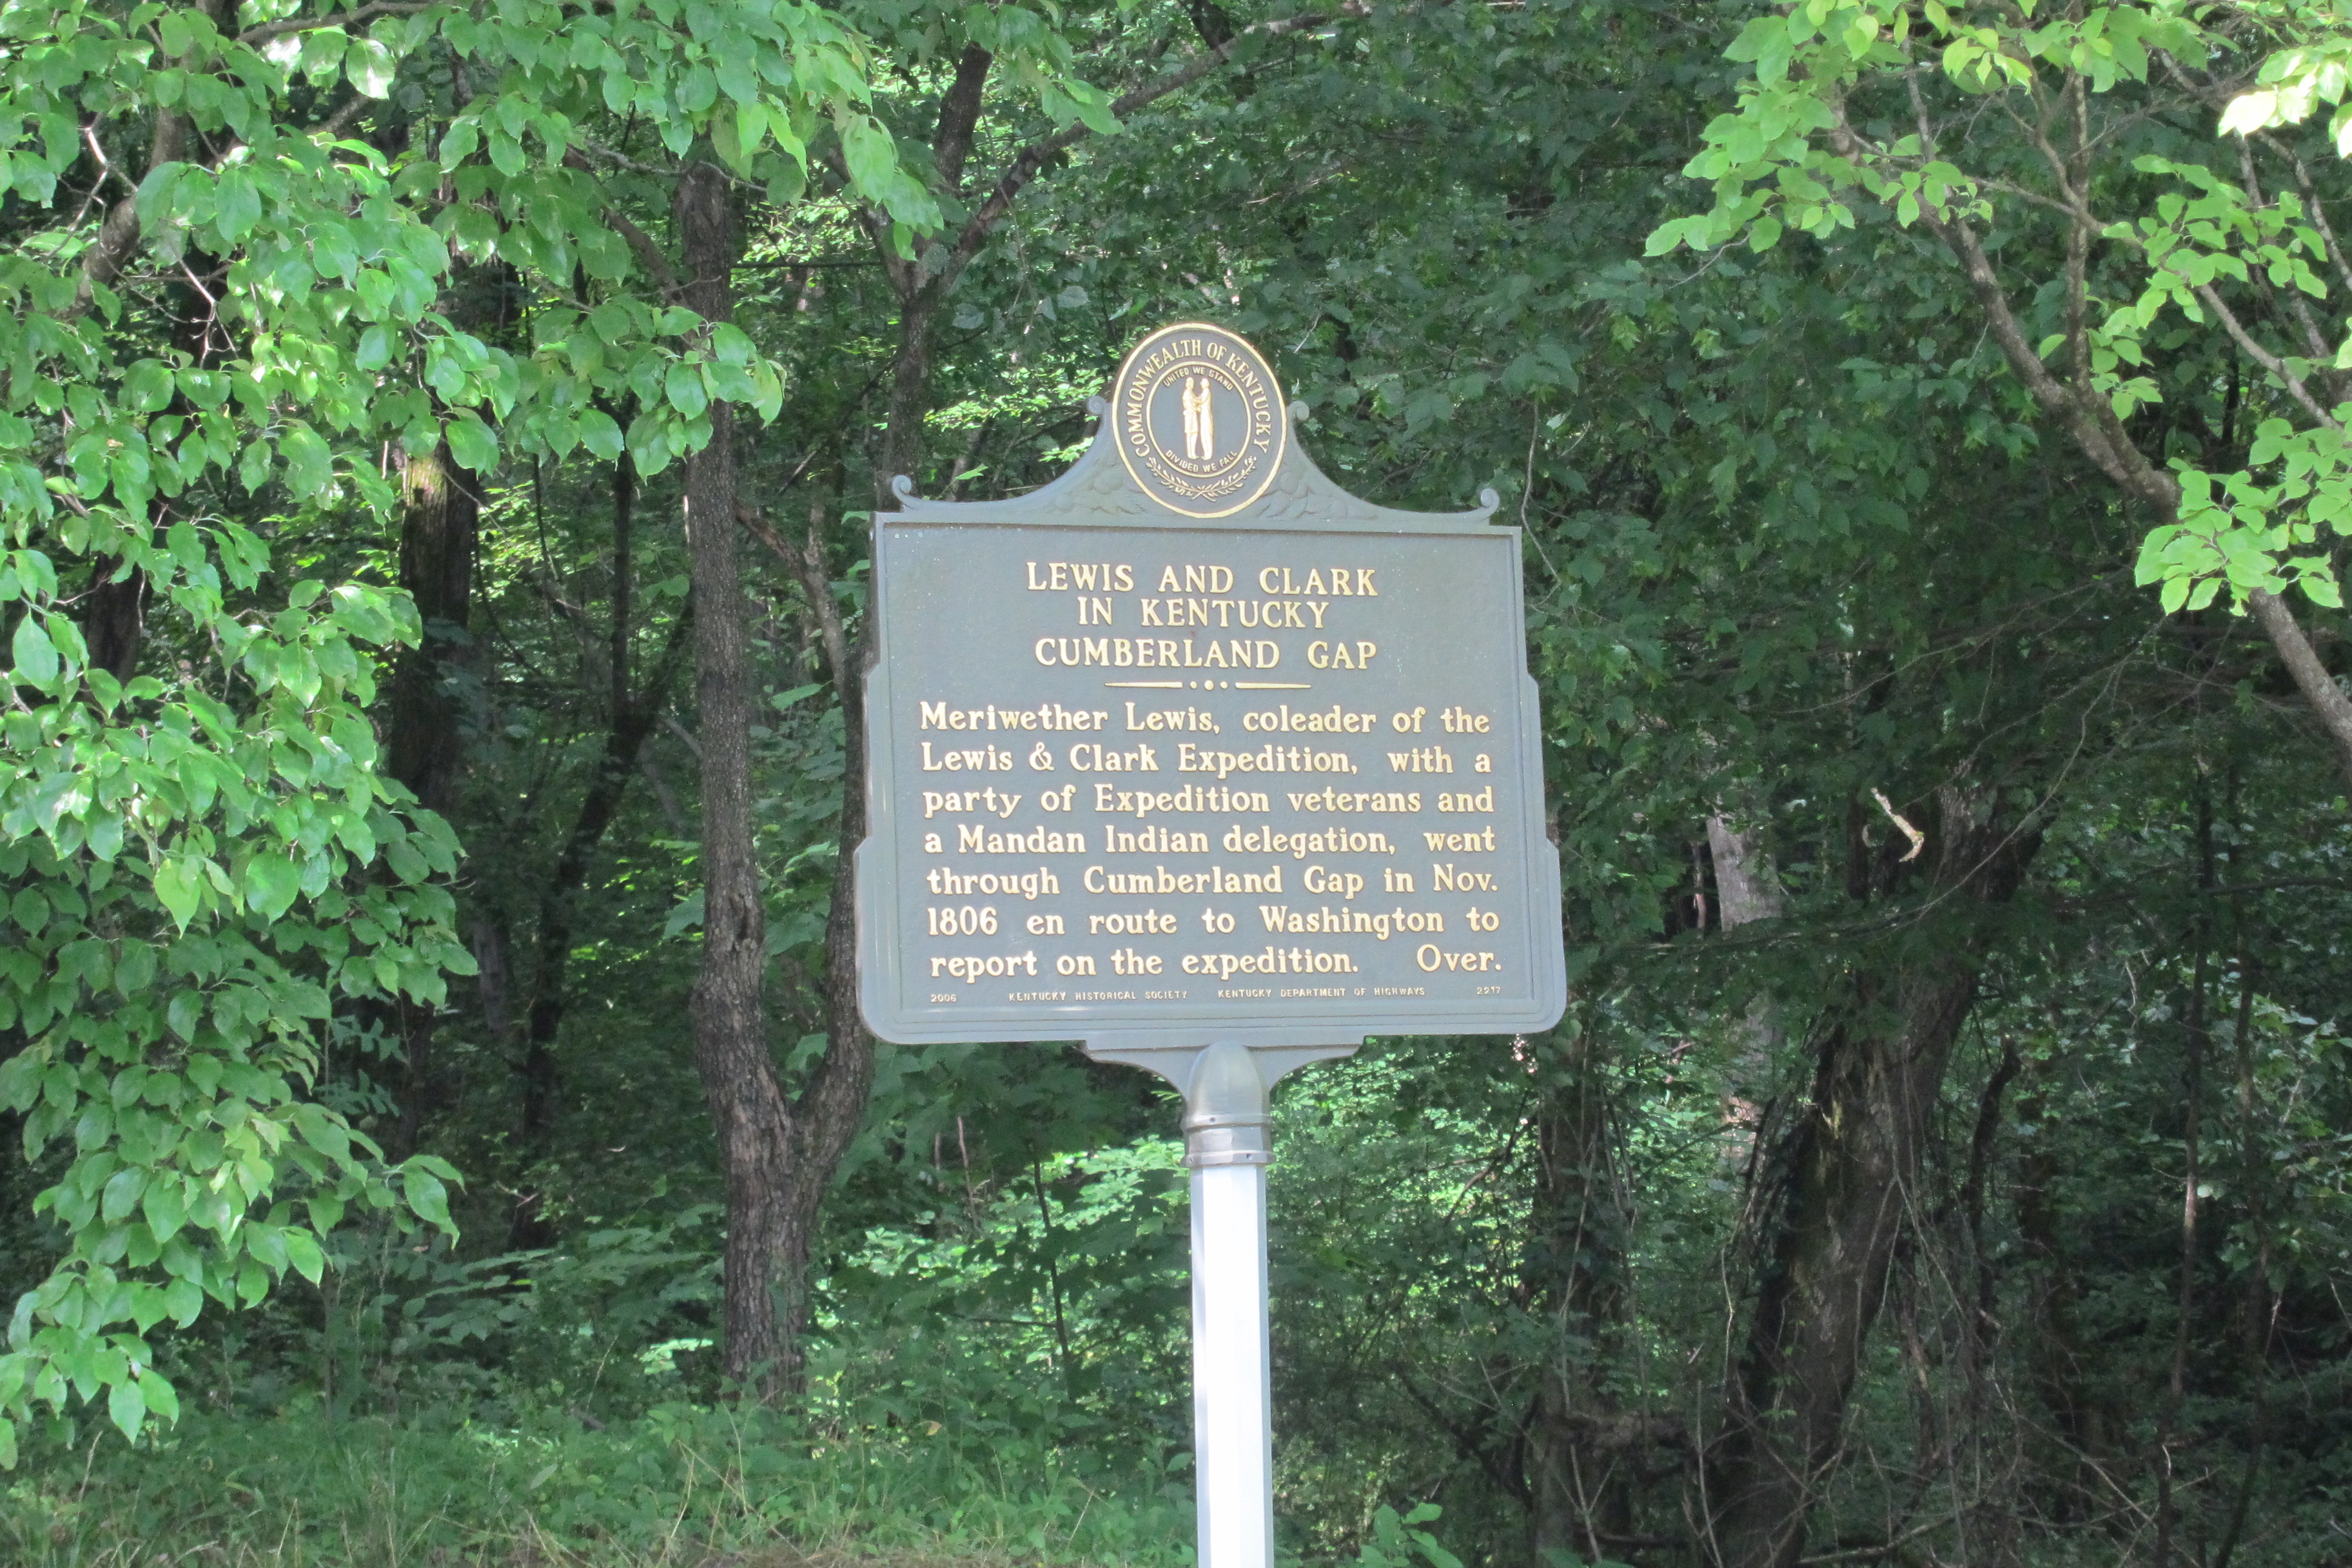 COMMONWEALTH OF KENTUCKY
UNITED WE STAND
DIVIDED WE FALL
LEWIS AND CLARK
IN KENTUCKY
CUMBERLAND GAP
Meriwether Lewis, coleader of the
Lewis & Clark Expedition, with a
party of Expedition veterans and
a Mandan Indian delegation, went
through Cumberland Gap in Nov.
1806 en route to Washington to
report on the expedition. Over.
2006 KENTUCKY HISTORICAL SOCIETY KENTUCKY DEPARTMENT OF HIGHWAYS 2217